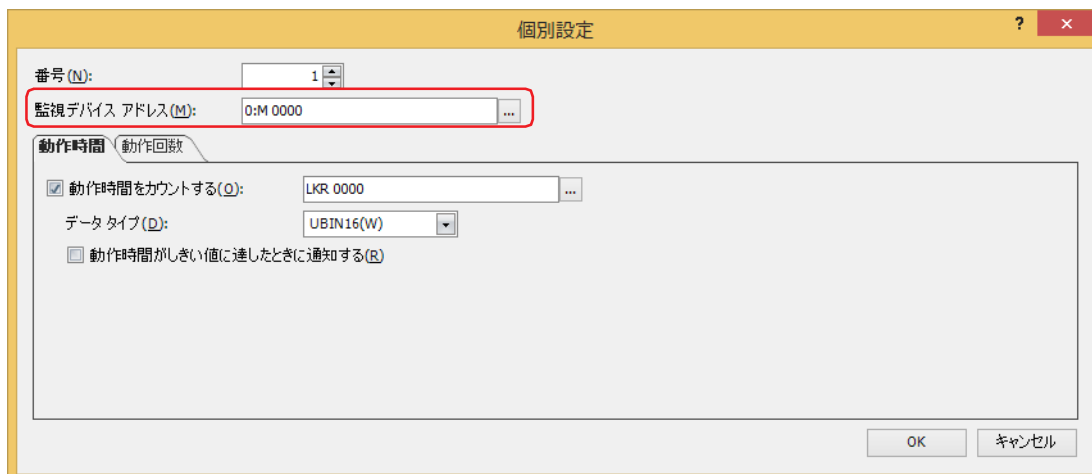 個別設定
? ×
番号(N): 1
監視デバイス アドレス(M): 0:M 0000 ...
動作時間 動作回数
動作時間をカウントする(O): LKR 0000 ...
データ タイプ(D): UBIN16(W)
動作時間がしきい値に達したときに通知する(R)
OK キャンセル